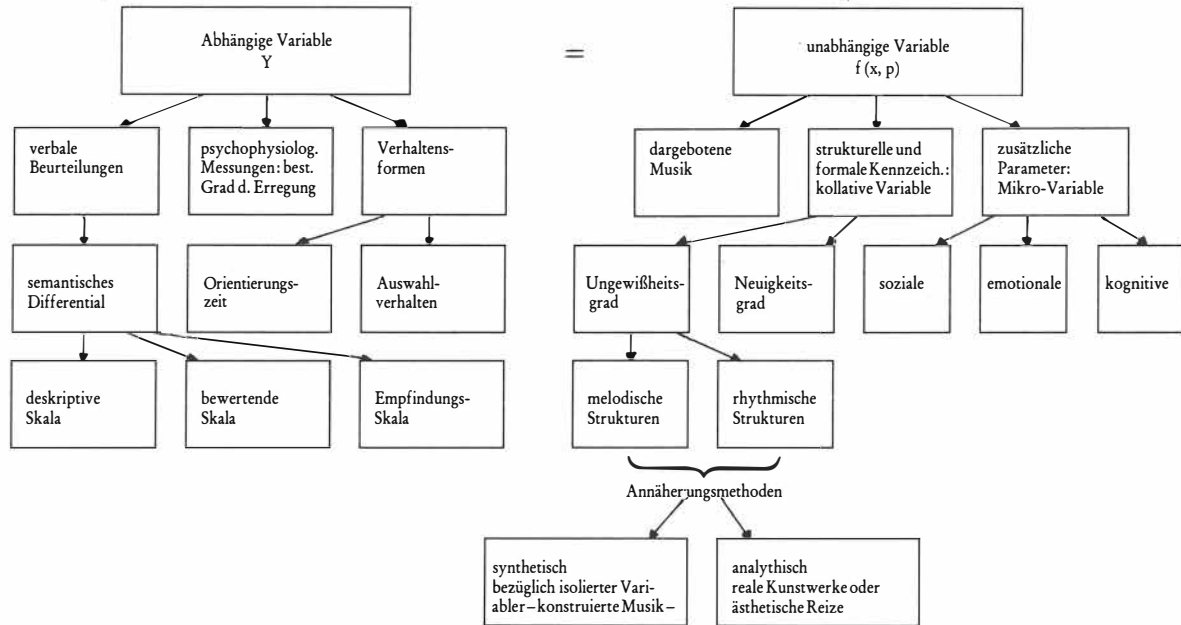 Abhängige Variable
Y
=
unabhängige Variable
f (x, p)
verbale
Beurteilungen
psychophysiolog.
Messungen: best.
Grad d. Erregung
Verhaltens-
formen
dargebotene
Musik
strukturelle und
formale Kennzeich.:
kollative Variable
zusätzliche
Parameter:
Mikro-Variable
semantisches
Differential
Orientierungs-
zeit
Auswahl-
verhalten
Ungewißheits-
grad
Neuigkeits-
grad
soziale
emotionale
kognitive
deskriptive
Skala
bewertende
Skala
Empfindungs-
Skala
melodische
Strukturen
rhythmische
Strukturen
Annäherungsmethoden
synthetisch
bezüglich isolierter Vari-
abler – konstruierte Musik –
analythisch
reale Kunstwerke oder
ästhetische Reize